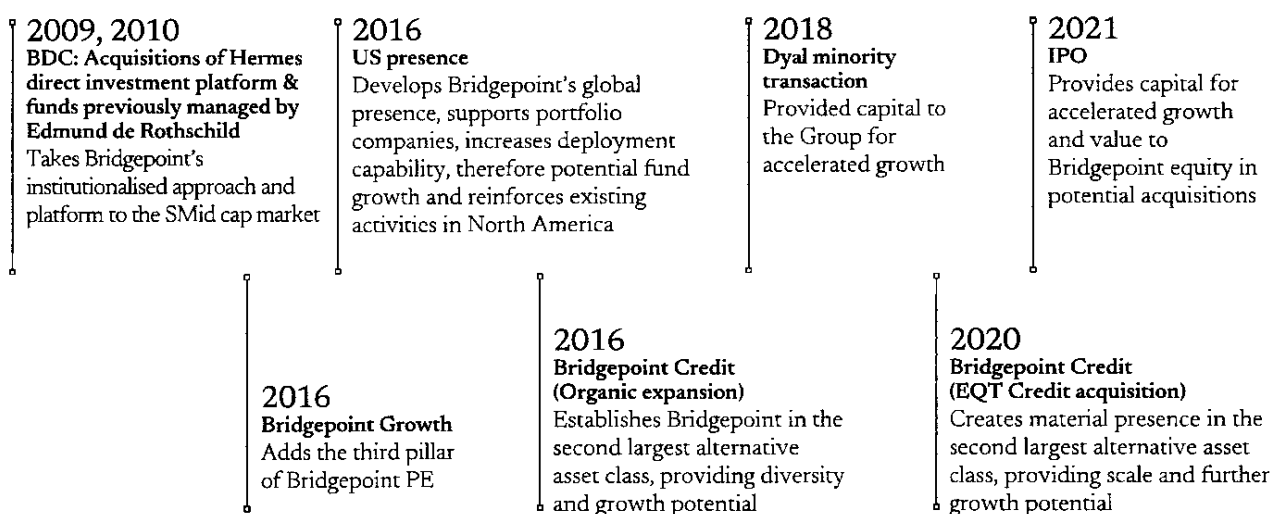 2009, 2010
BDC: Acquisitions of Hermes
direct investment platform &
funds previously managed by
Edmund de Rothschild
Takes Bridgepoint's
institutionalised approach and
platform to the SMid cap market
2016
US presence
Develops Bridgepoint's global
presence, supports portfolio
companies, increases deployment
capability, therefore potential fund
growth and reinforces existing
activities in North America
2018
Dyal minority
transaction
Provided capital to
the Group for
accelerated growth
2021
IPO
Provides capital for
accelerated growth
and value to
Bridgepoint equity in
potential acquisitions
2016
Bridgepoint Growth
Adds the third pillar
of Bridgepoint PE
2016
Bridgepoint Credit
(Organic expansion)
Establishes Bridgepoint in the
second largest alternative
asset class, providing diversity
and growth potential
2020
Bridgepoint Credit
(EQT Credit acquisition)
Creates material presence in the
second largest alternative asset
class, providing scale and further
growth potential